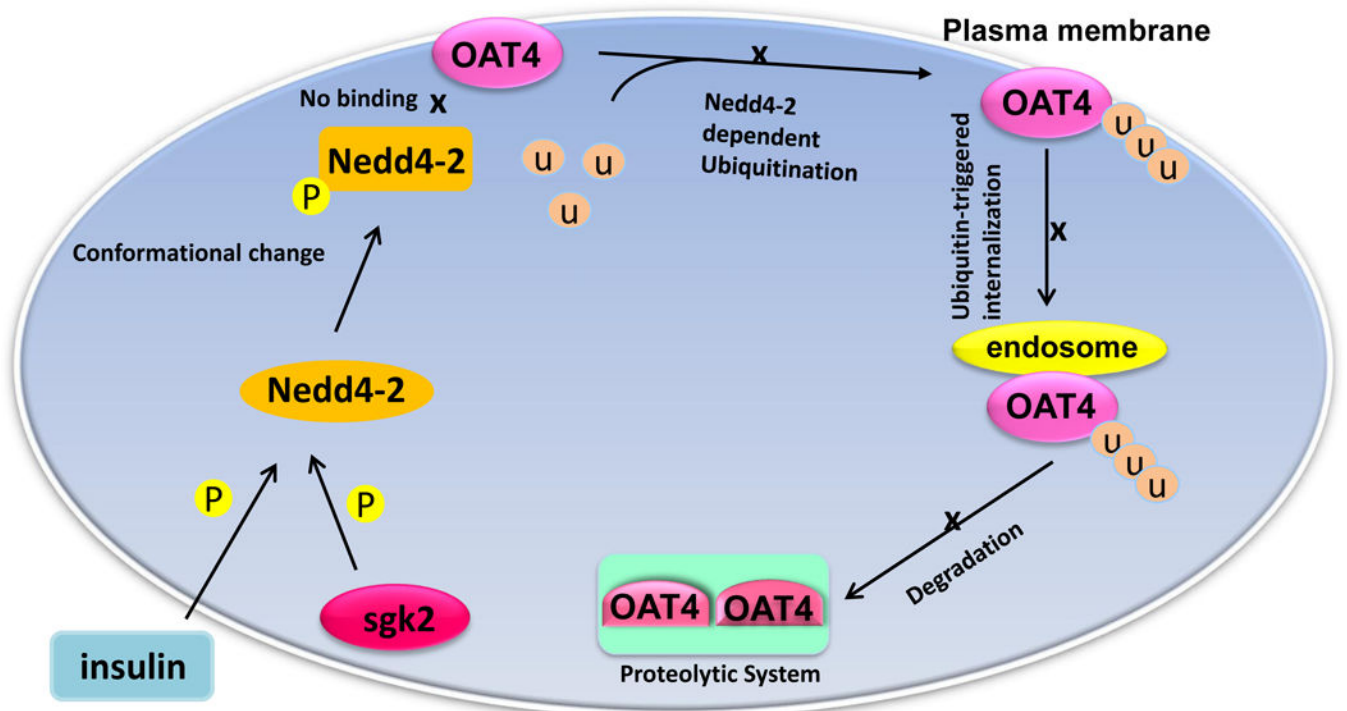 Plasma membrane
OAT4
No binding x
Nedd4-2
P
u
u
u
x
Nedd4-2
dependent
Ubiquitination
OAT4
u
u
u
Ubiquitin-triggered
internalization
x
Conformational change
Nedd4-2
endosome
OAT4
u
u
u
P
P
x
Degradation
sgk2
insulin
OAT4
OAT4
Proteolytic System